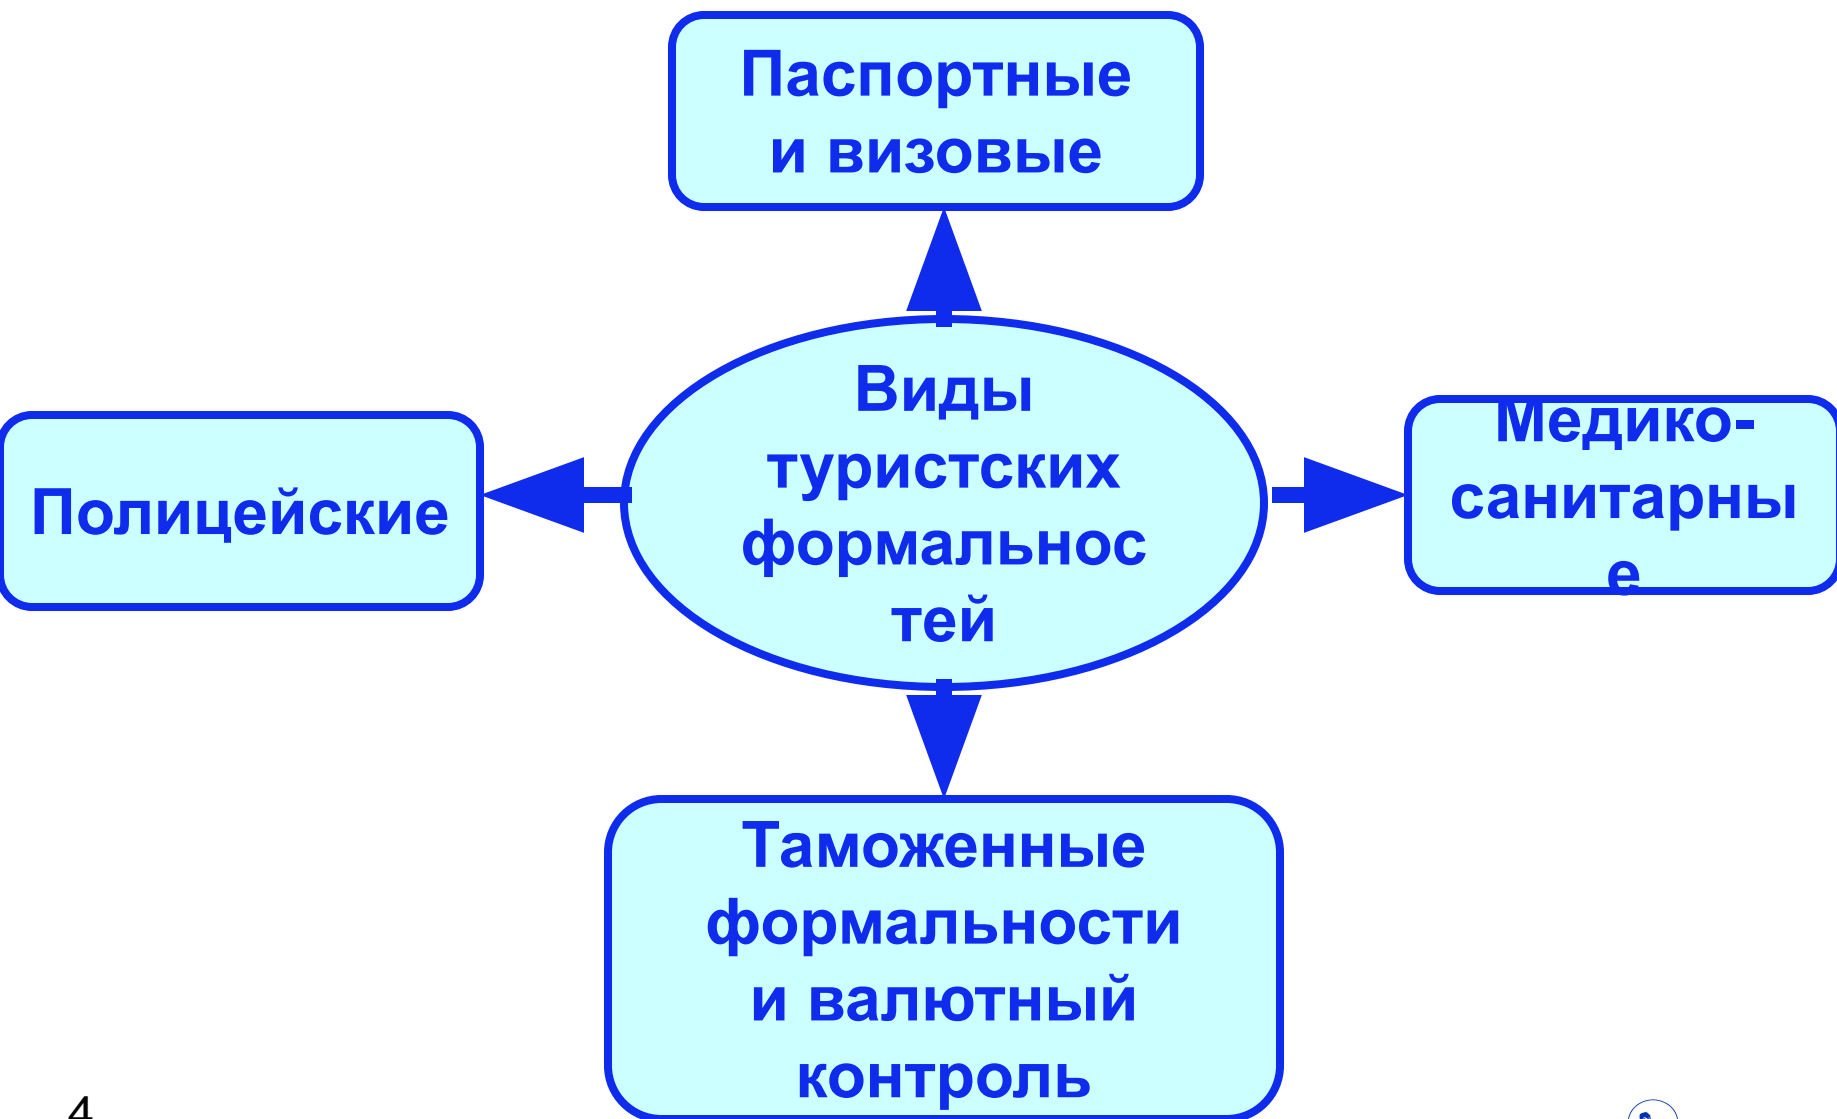 Паспортные
и визовые
Виды
туристских
формальнос
тей
Полицейские
Медико-
санитарны
е
Таможенные
формальности
и валютный
контроль
4